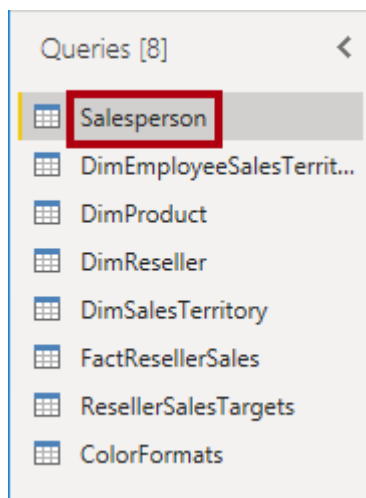 Queries [8]
Salesperson
DimEmployeeSalesTerrit...
DimProduct
DimReseller
DimSalesTerritory
FactResellerSales
ResellerSalesTargets
ColorFormats